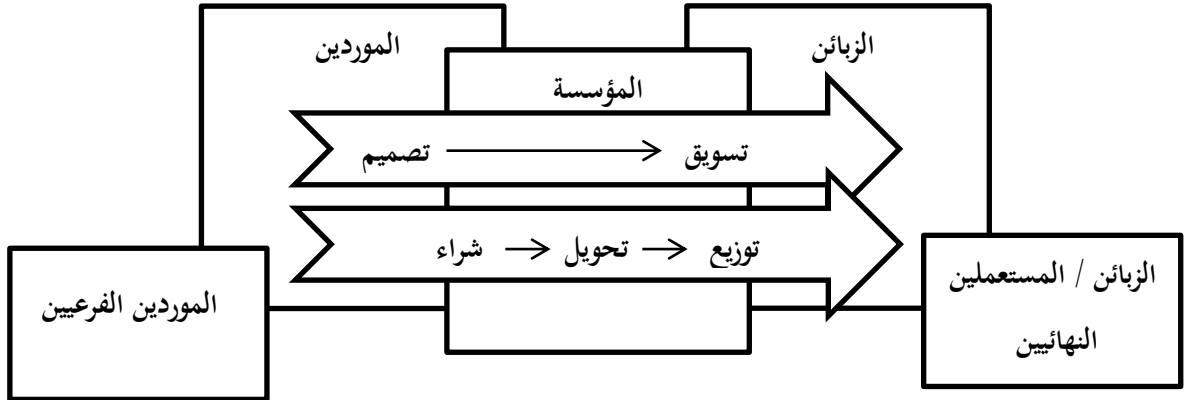 الزبائن
الموردين
المؤسسة
تصميم
تسويق
شراء
تحويل
توزيع
الزبائن / المستعملين
النهائيين
الموردين الفرعيين